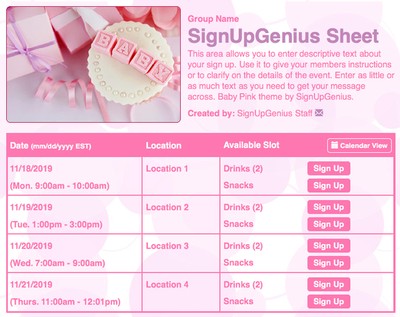 BABY
Group Name
SignUpGenius Sheet
This area allows you to enter descriptive text about
your sign up. Use it to give your members instructions
or to clarify on the details of the event. Enter as little or
as much text as you need to get your message
across. Baby Pink theme by SignUpGenius.
Created by: SignUpGenius Staff
Date (mm/dd/yyyy EST) Location Available Slot Calendar View
11/18/2019 Location 1 Drinks (2) Sign Up
(Mon. 9:00am - 10:00am) Snacks Sign Up
11/19/2019 Location 2 Drinks (2) Sign Up
(Tue. 1:00pm - 3:00pm) Snacks Sign Up
11/20/2019 Location 3 Drinks (2) Sign Up
(Wed. 7:00am - 9:00am) Snacks Sign Up
11/21/2019 Location 4 Drinks (2) Sign Up
(Thurs. 11:00am - 12:01pm) Snacks Sign Up